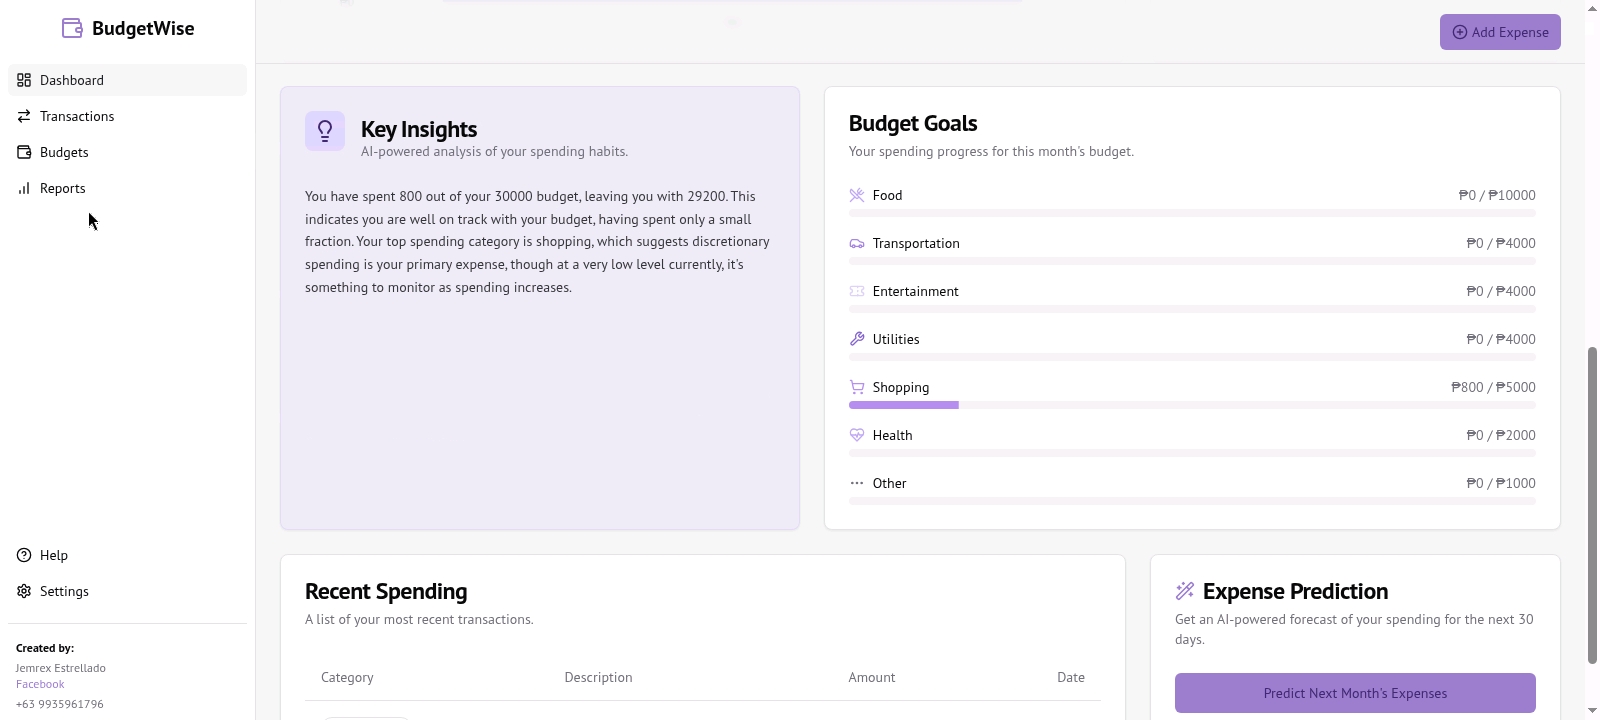 BudgetWise
Dashboard
Transactions
Budgets
Reports
Help
Settings
Created by:
Jemrex Estrellado
Facebook
+63 9935961796
Add Expense
Key Insights
AI-powered analysis of your spending habits.
You have spent 800 out of your 30000 budget, leaving you with 29200. This
indicates you are well on track with your budget, having spent only a small
fraction. Your top spending category is shopping, which suggests discretionary
spending is your primary expense, though at a very low level currently, it's
something to monitor as spending increases.
Budget Goals
Your spending progress for this month's budget.
Food ₱0 / ₱10000
Transportation ₱0 / ₱4000
Entertainment ₱0 / ₱4000
Utilities ₱0 / ₱4000
Shopping ₱800 / ₱5000
Health ₱0 / ₱2000
Other ₱0 / ₱1000
Recent Spending
A list of your most recent transactions.
Category Description Amount Date
Expense Prediction
Get an AI-powered forecast of your spending for the next 30
days.
Predict Next Month's Expenses